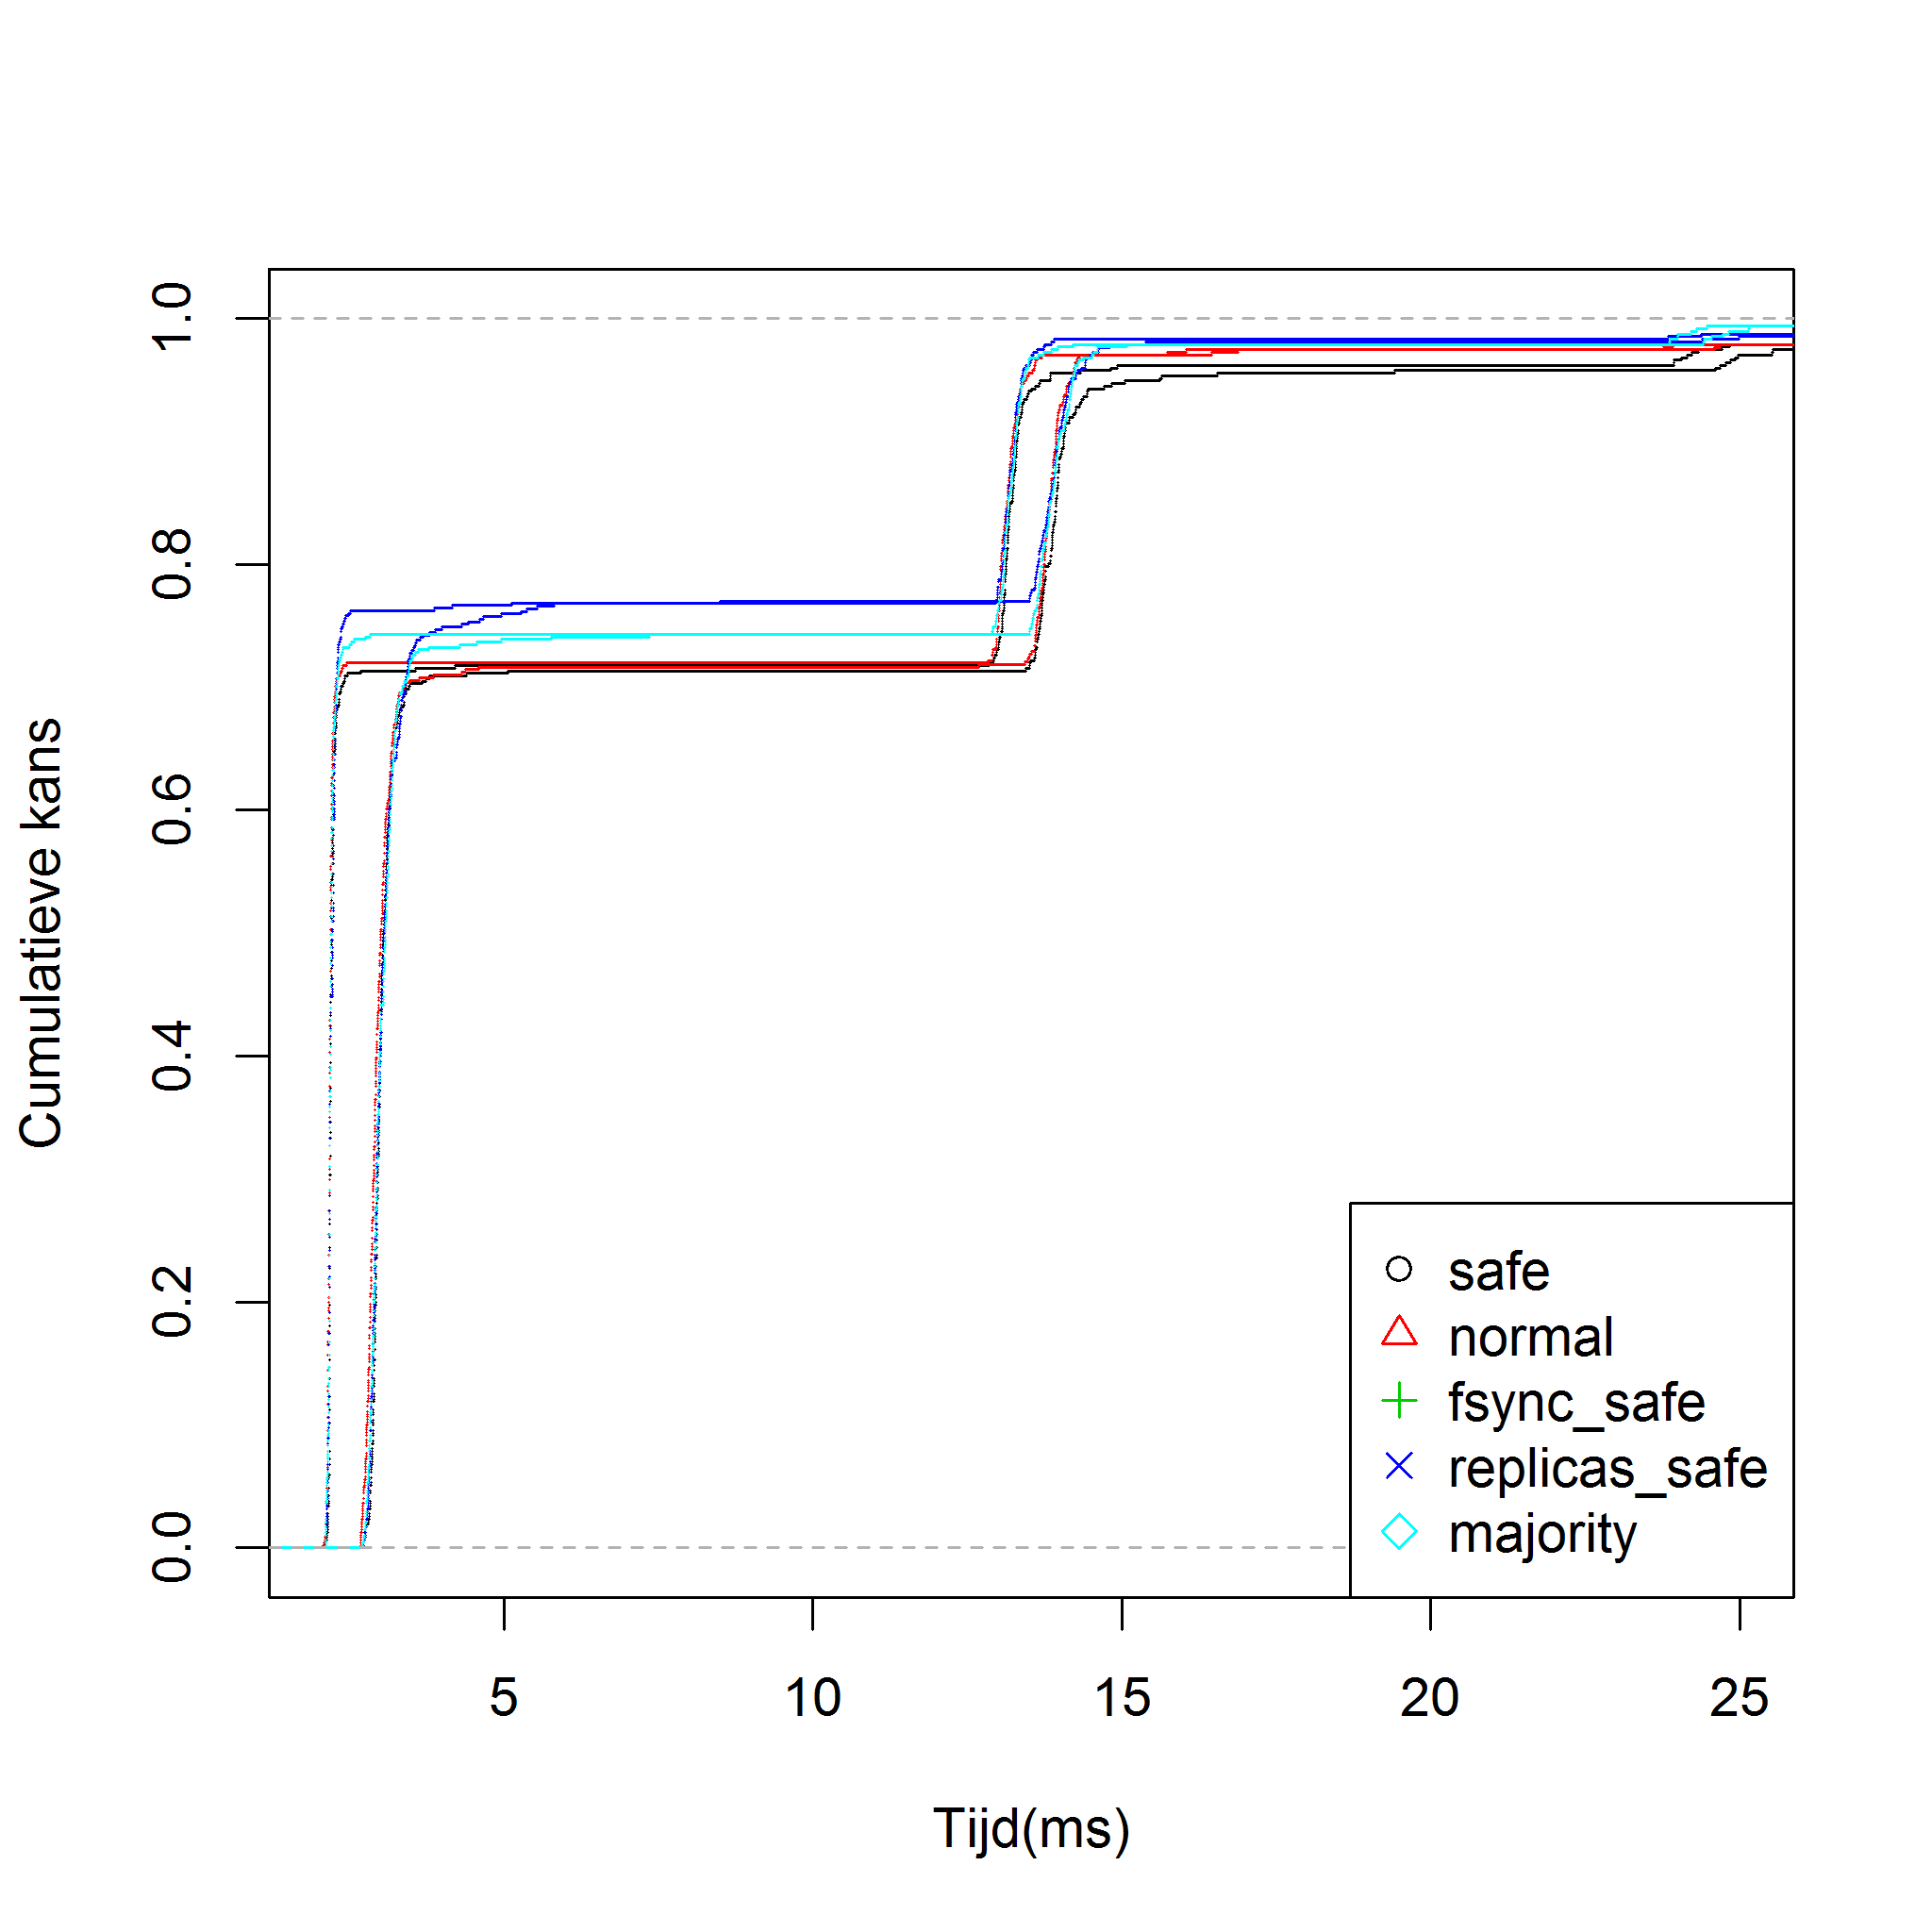 1.0
0.8
0.6
0.4
0.2
0.0
Cumulatieve kans
safe
normal
fsync_safe
replicas_safe
majority
5 10 15 20 25
Tijd(ms)